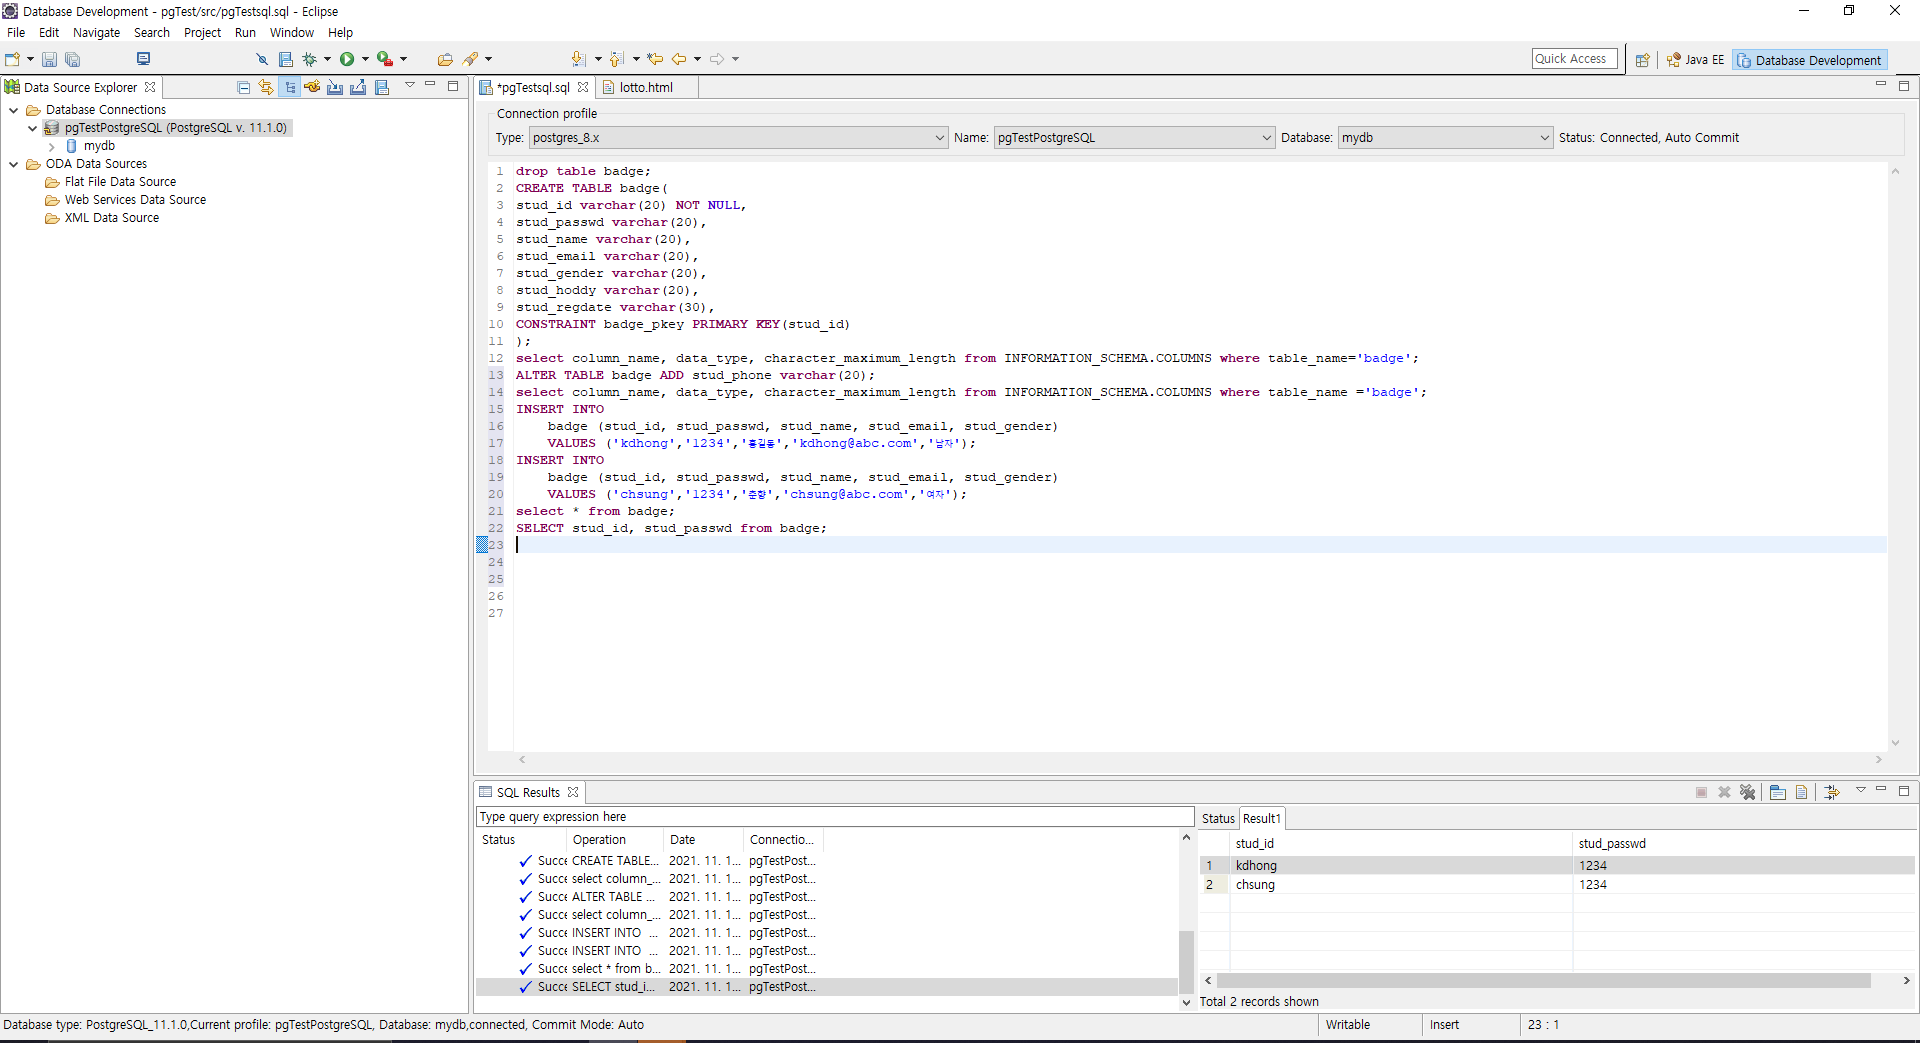 Database Development - pgTest/src/pgTestsql.sql - Eclipse
File Edit Navigate Search Project Run Window Help
Quick Access Java EE Database Development
Data Source Explorer
Database Connections
pgTestPostgreSQL (PostgreSQL v. 11.1.0)
mydb
ODA Data Sources
Flat File Data Source
Web Services Data Source
XML Data Source
*pgTestsql.sql lotto.html
Connection profile
Type: postgres_8.x Name: pgTestPostgreSQL Database: mydb Status: Connected, Auto Commit
1 drop table badge;
2 CREATE TABLE badge(
3 stud_id varchar(20) NOT NULL,
4 stud_passwd varchar(20),
5 stud_name varchar(20),
6 stud_email varchar(20),
7 stud_gender varchar(20),
8 stud_hoddy varchar(20),
9 stud_regdate varchar(30),
10 CONSTRAINT badge_pkey PRIMARY KEY(stud_id)
11 );
12 select column_name, data_type, character_maximum_length from INFORMATION_SCHEMA.COLUMNS where table_name='badge';
13 ALTER TABLE badge ADD stud_phone varchar(20);
14 select column_name, data_type, character_maximum_length from INFORMATION_SCHEMA.COLUMNS where table_name ='badge';
15 INSERT INTO
16 badge (stud_id, stud_passwd, stud_name, stud_email, stud_gender)
17 VALUES ('kdhong','1234','홍길동','kdhong@abc.com','남자');
18 INSERT INTO
19 badge (stud_id, stud_passwd, stud_name, stud_email, stud_gender)
20 VALUES ('chsung','1234','춘향','chsung@abc.com','여자');
21 select * from badge;
22 SELECT stud_id, stud_passwd from badge;
23
24
25
26
27
SQL Results
Type query expression here
Status Operation Date Connectio...
Succe CREATE TABLE... 2021. 11. 1... pgTestPost...
Succe select column_... 2021. 11. 1... pgTestPost...
Succe ALTER TABLE ... 2021. 11. 1... pgTestPost...
Succe select column_... 2021. 11. 1... pgTestPost...
Succe INSERT INTO ... 2021. 11. 1... pgTestPost...
Succe INSERT INTO ... 2021. 11. 1... pgTestPost...
Succe select * from b... 2021. 11. 1... pgTestPost...
Succe SELECT stud_i... 2021. 11. 1... pgTestPost...
Status Result1
stud_id stud_passwd
1 kdhong 1234
2 chsung 1234
Total 2 records shown
Database type: PostgreSQL_11.1.0,Current profile: pgTestPostgreSQL, Database: mydb,connected, Commit Mode: Auto
Writable Insert 23 : 1